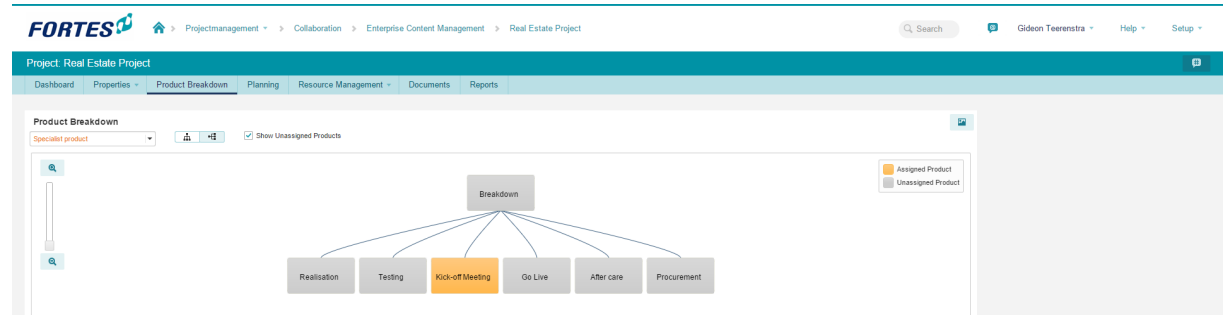 FORTES > Projectmanagement > Collaboration > Enterprise Content Management > Real Estate Project Search Gideon Teerenstra Help Setup
Project: Real Estate Project
Dashboard Properties Product Breakdown Planning Resource Management Documents Reports
Product Breakdown
Specialist product Show Unassigned Products
Assigned Product
Unassigned Product
Breakdown
Realisation Testing Kick-off Meeting Go Live After care Procurement